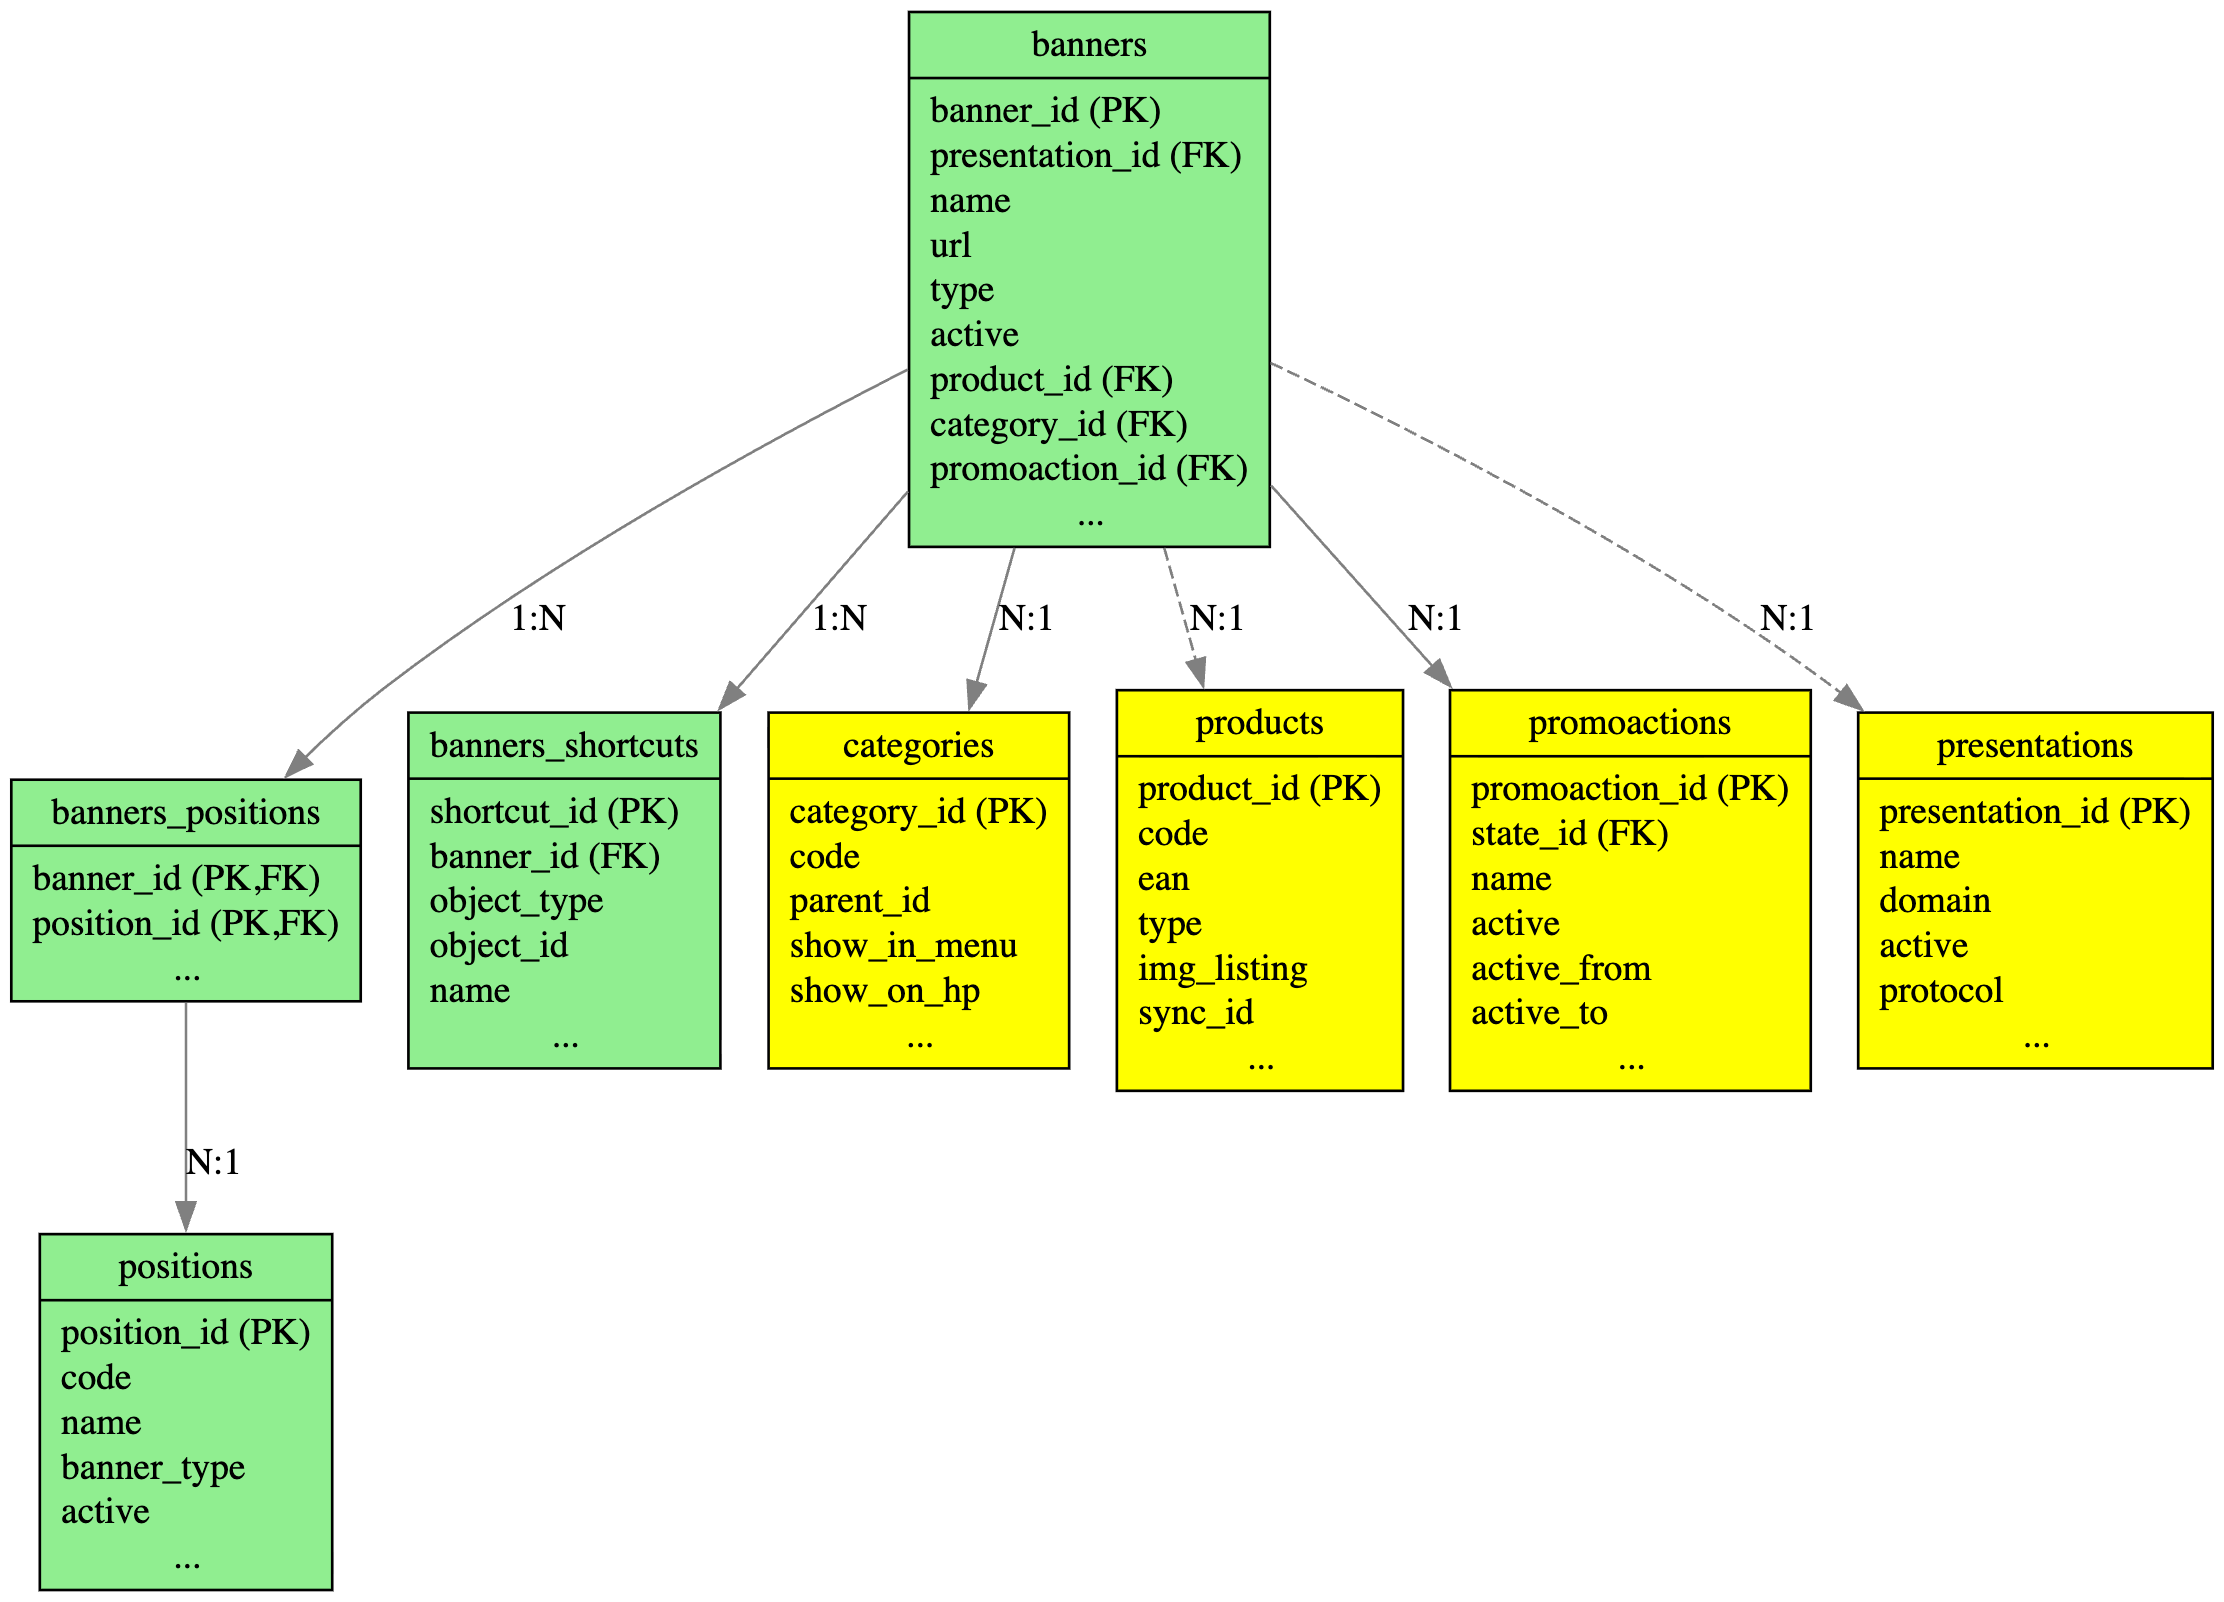 banners
banner_id (PK)
presentation_id (FK)
name
url
type
active
product_id (FK)
category_id (FK)
promoaction_id (FK)
...
1:N
1:N
N:1
N:1
N:1
N:1
banners_positions
banner_id (PK,FK)
position_id (PK,FK)
...
banners_shortcuts
shortcut_id (PK)
banner_id (FK)
object_type
object_id
name
...
categories
category_id (PK)
code
parent_id
show_in_menu
show_on_hp
...
products
product_id (PK)
code
ean
type
img_listing
sync_id
...
promoactions
promoaction_id (PK)
state_id (FK)
name
active
active_from
active_to
...
presentations
presentation_id (PK)
name
domain
active
protocol
...
N:1
positions
position_id (PK)
code
name
banner_type
active
...